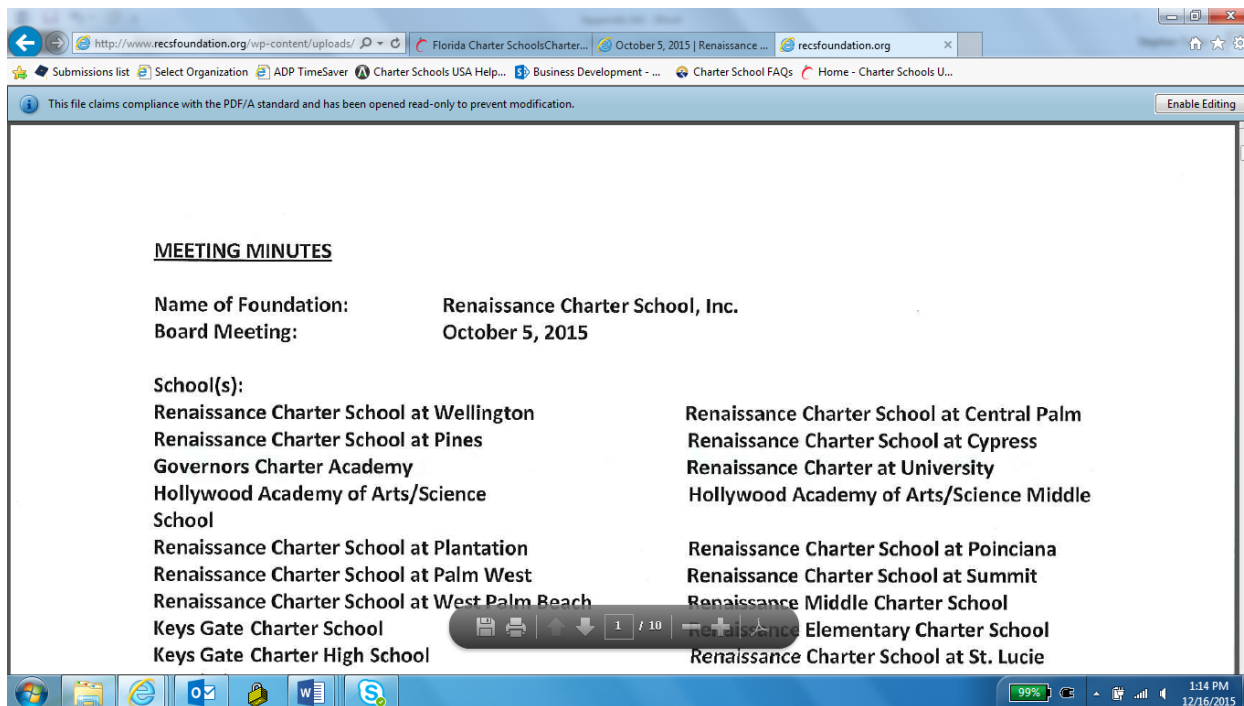 http://www.recsfoundation.org/wp-content/uploads/
Florida Charter SchoolsCharter...
October 5, 2015 | Renaissance ...
recsfoundation.org
Submissions list
Select Organization
ADP TimeSaver
Charter Schools USA Help...
Business Development - ...
Charter School FAQs
Home - Charter Schools U...
This file claims compliance with the PDF/A standard and has been opened read-only to prevent modification.
Enable Editing
MEETING MINUTES
Name of Foundation: Renaissance Charter School, Inc.
Board Meeting: October 5, 2015
School(s):
Renaissance Charter School at Wellington Renaissance Charter School at Central Palm
Renaissance Charter School at Pines Renaissance Charter School at Cypress
Governors Charter Academy Renaissance Charter at University
Hollywood Academy of Arts/Science Hollywood Academy of Arts/Science Middle
School
Renaissance Charter School at Plantation Renaissance Charter School at Poinciana
Renaissance Charter School at Palm West Renaissance Charter School at Summit
Renaissance Charter School at West Palm Beach Renaissance Middle Charter School
Keys Gate Charter School Renaissance Elementary Charter School
Keys Gate Charter High School Renaissance Charter School at St. Lucie
1 / 10
99%
1:14 PM
12/16/2015